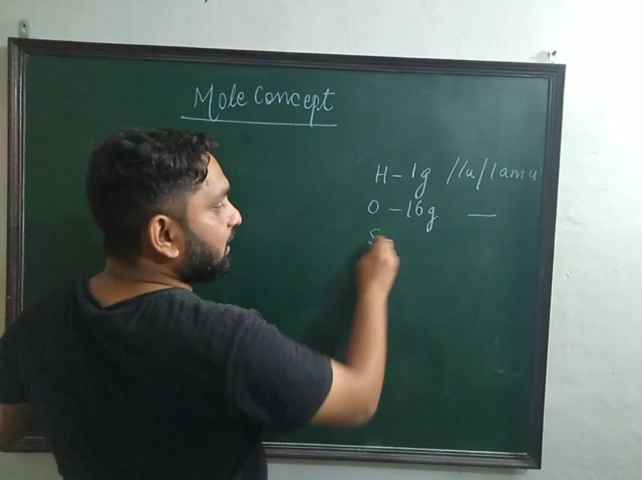 Mole Concept
H - 1g /1u/1amu
O - 16g —
S -